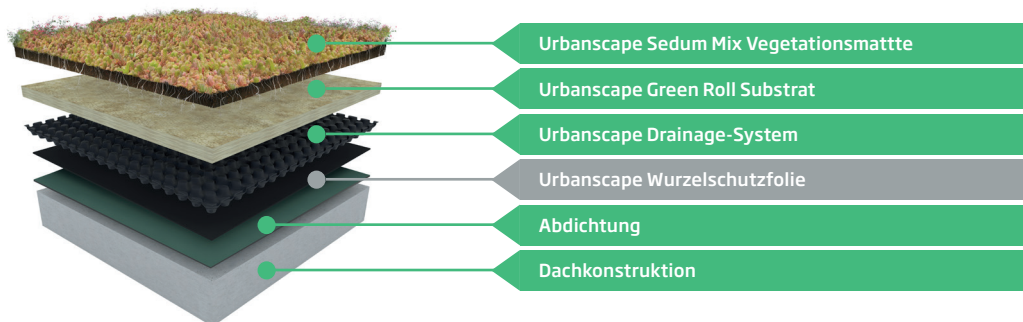 Urbanscape Sedum Mix Vegetationsmattte
Urbanscape Green Roll Substrat
Urbanscape Drainage-System
Urbanscape Wurzelschutzfolie
Abdichtung
Dachkonstruktion